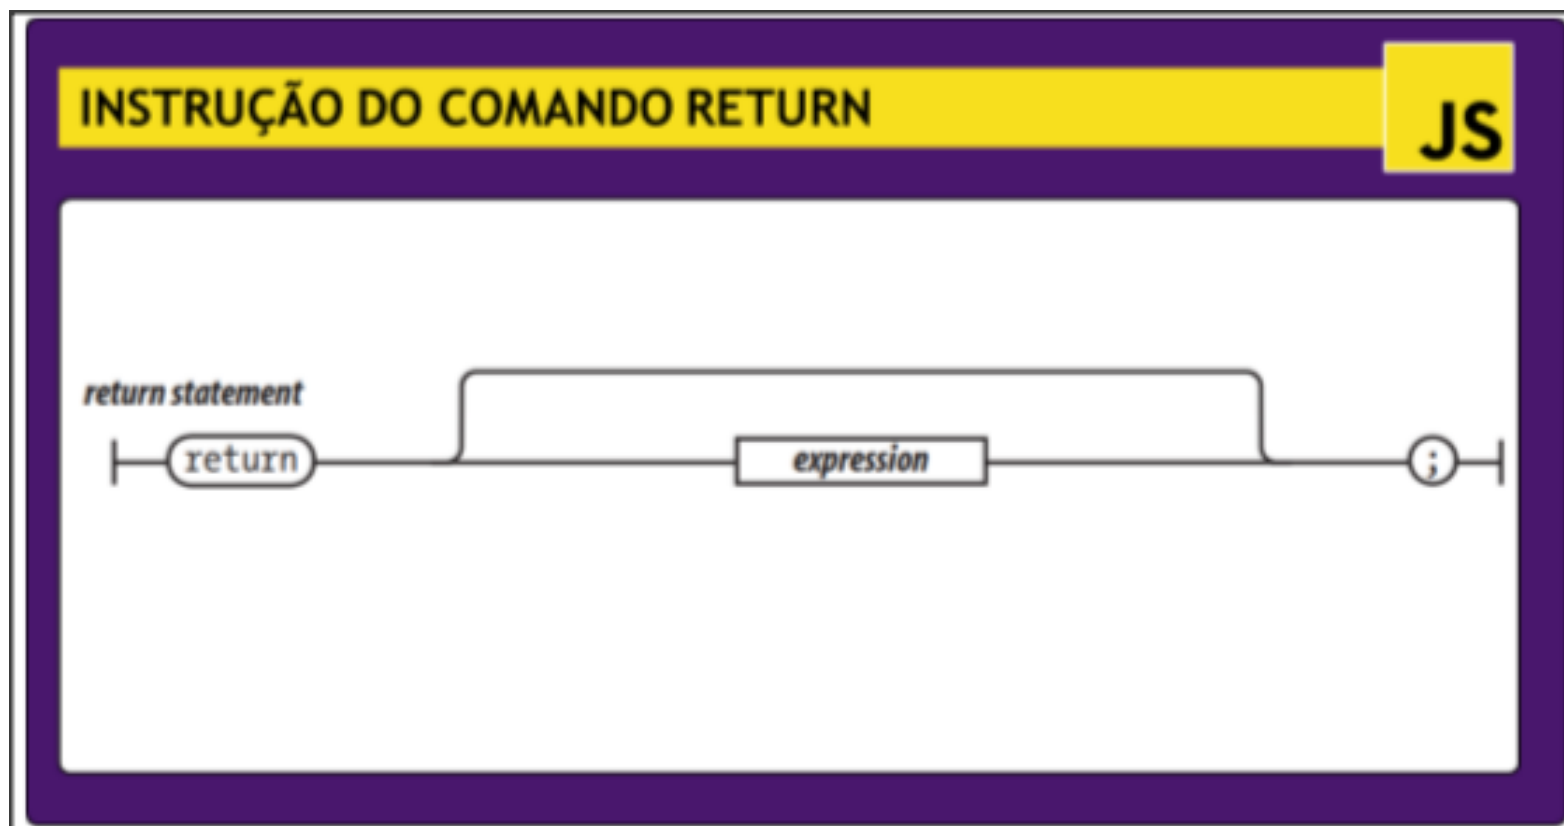 INSTRUÇÃO DO COMANDO RETURN
JS
return statement
return
expression
;